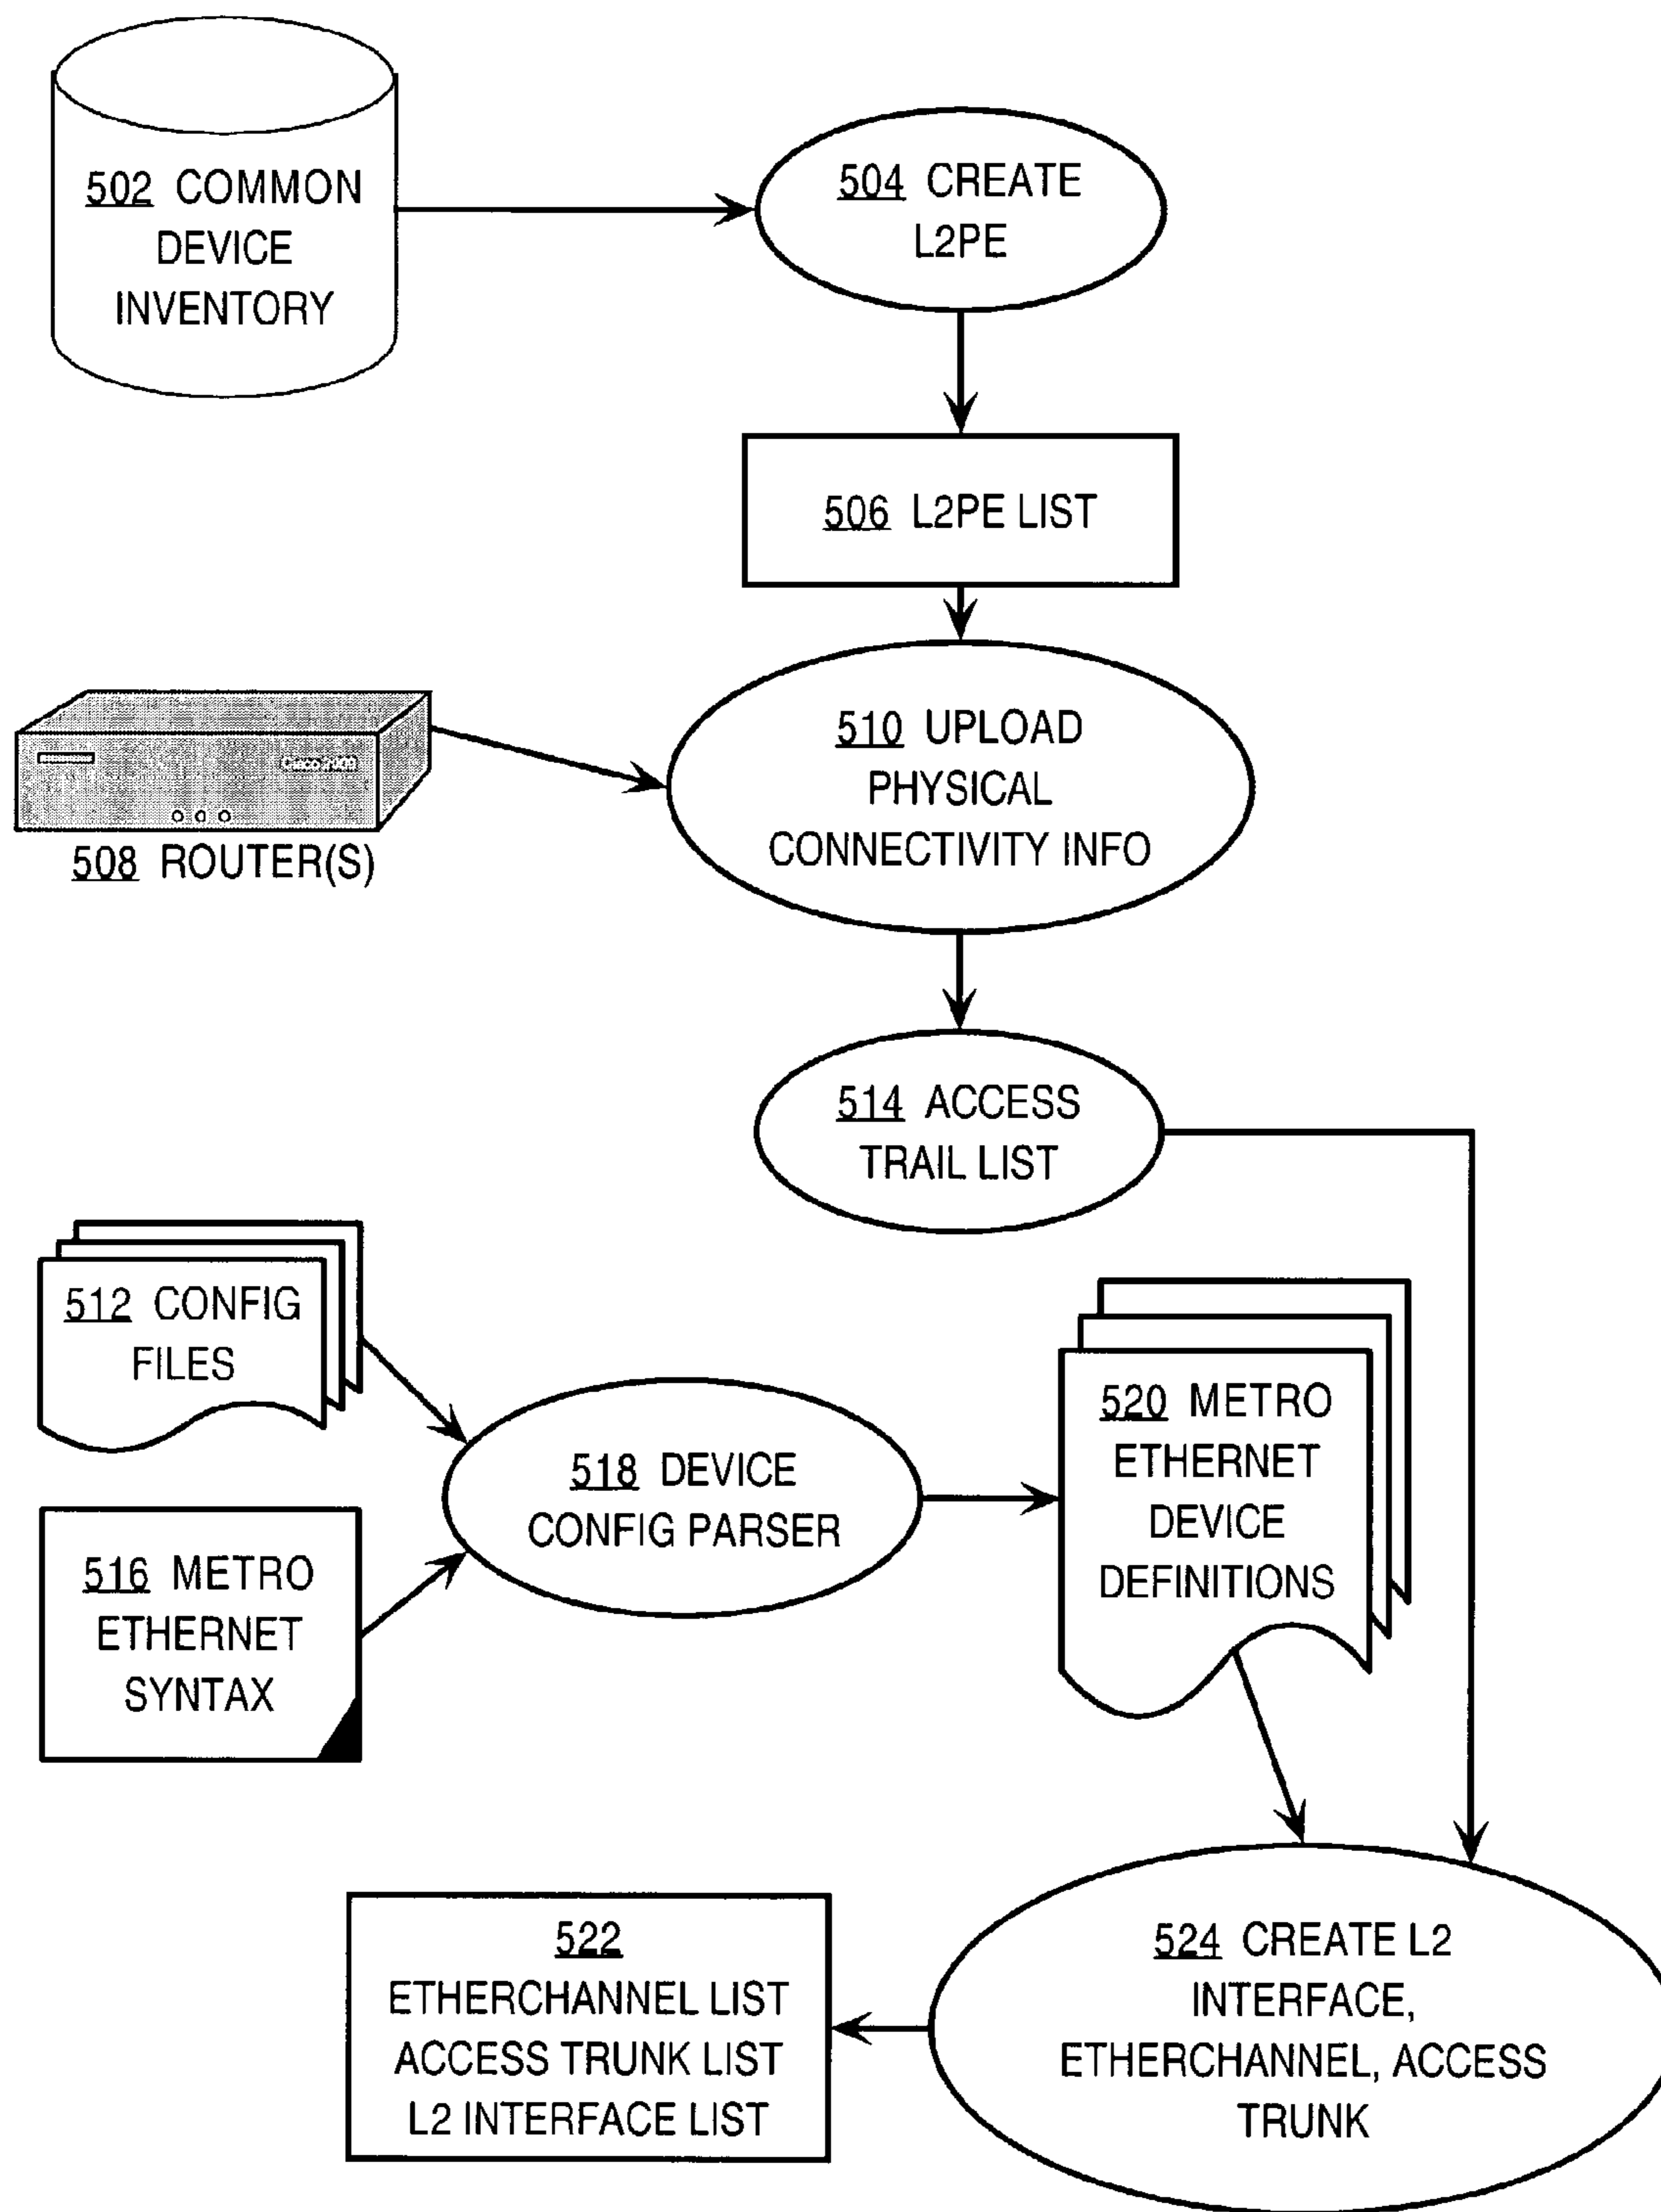 502 COMMON
DEVICE
INVENTORY
504 CREATE
L2PE
506 L2PE LIST
508 ROUTER(S)
510 UPLOAD
PHYSICAL
CONNECTIVITY INFO
514 ACCESS
TRAIL LIST
512 CONFIG
FILES
516 METRO
ETHERNET
SYNTAX
518 DEVICE
CONFIG PARSER
520 METRO
ETHERNET
DEVICE
DEFINITIONS
522
ETHERCHANNEL LIST
ACCESS TRUNK LIST
L2 INTERFACE LIST
524 CREATE L2
INTERFACE,
ETHERCHANNEL, ACCESS
TRUNK